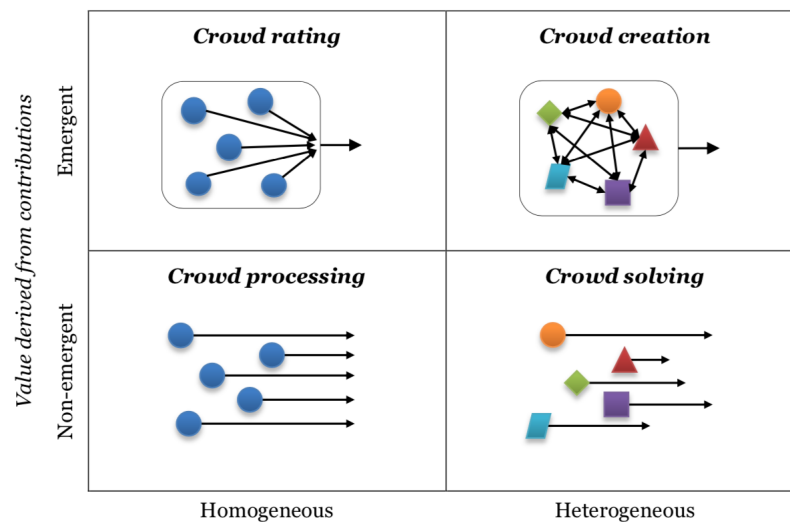 Crowd rating
Crowd creation
Value derived from contributions
Emergent
Crowd processing
Crowd solving
Non-emergent
Homogeneous
Heterogeneous